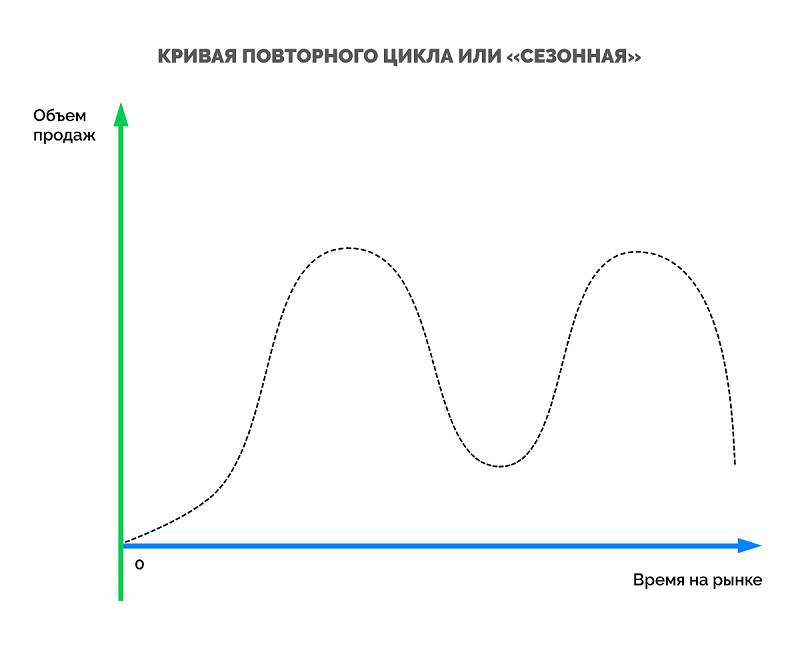 КРИВАЯ ПОВТОРНОГО ЦИКЛА ИЛИ «СЕЗОННАЯ»
Объем
продаж
0
Время на рынке